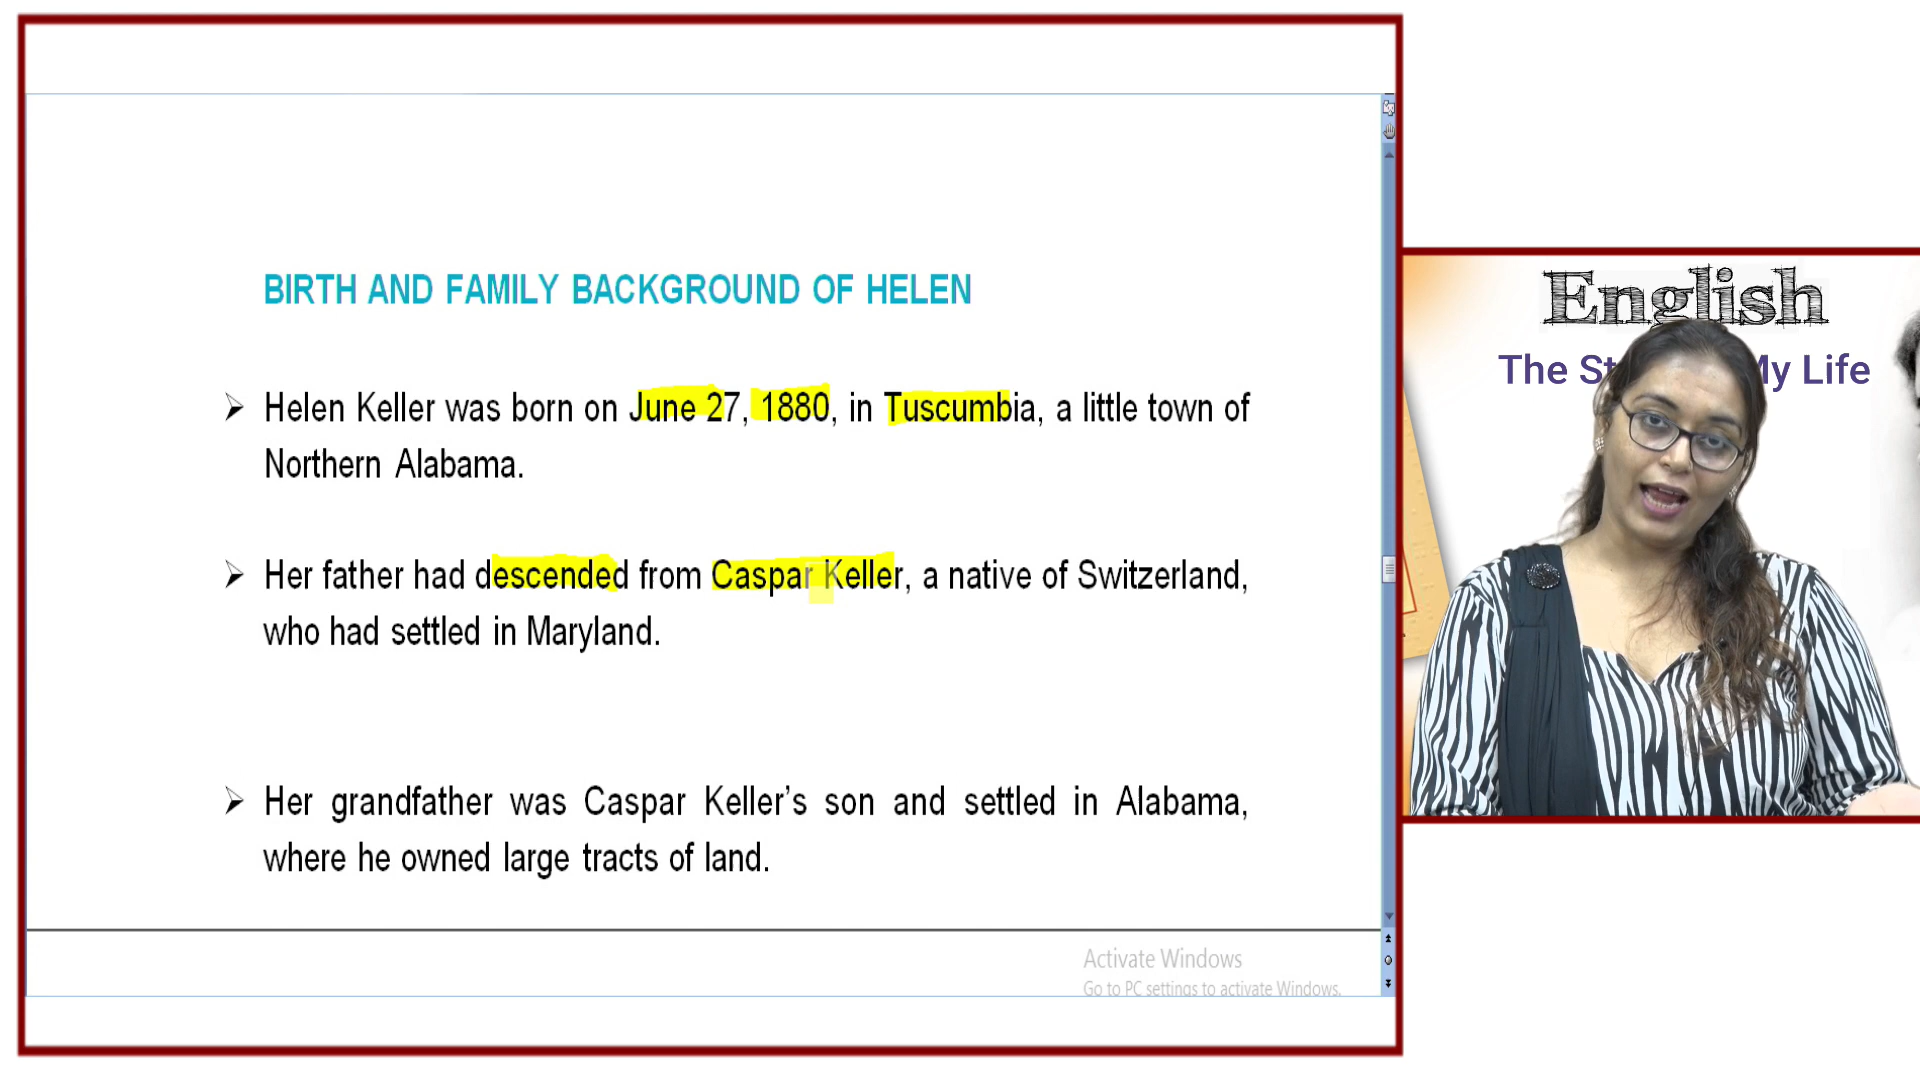 BIRTH AND FAMILY BACKGROUND OF HELEN
➢ Helen Keller was born on June 27, 1880, in Tuscumbia, a little town of
Northern Alabama.
➢ Her father had descended from Caspar Keller, a native of Switzerland,
who had settled in Maryland.
➢ Her grandfather was Caspar Keller’s son and settled in Alabama,
where he owned large tracts of land.
Activate Windows
Go to PC settings to activate Windows.
English
The St My Life